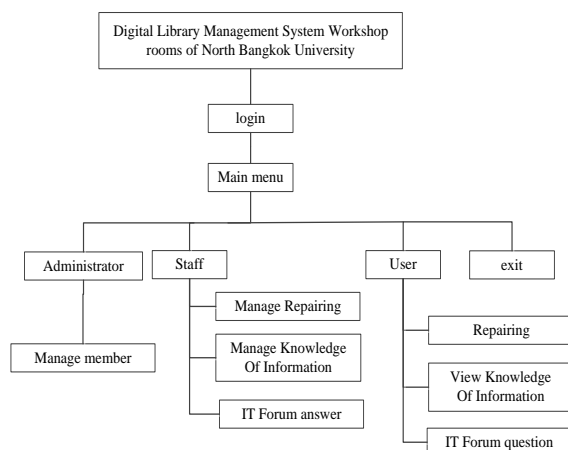 Digital Library Management System Workshop
rooms of North Bangkok University
login
Main menu
Administrator
Staff
User
exit
Manage Repairing
Repairing
Manage member
Manage Knowledge
Of Information
View Knowledge
Of Information
IT Forum answer
IT Forum question